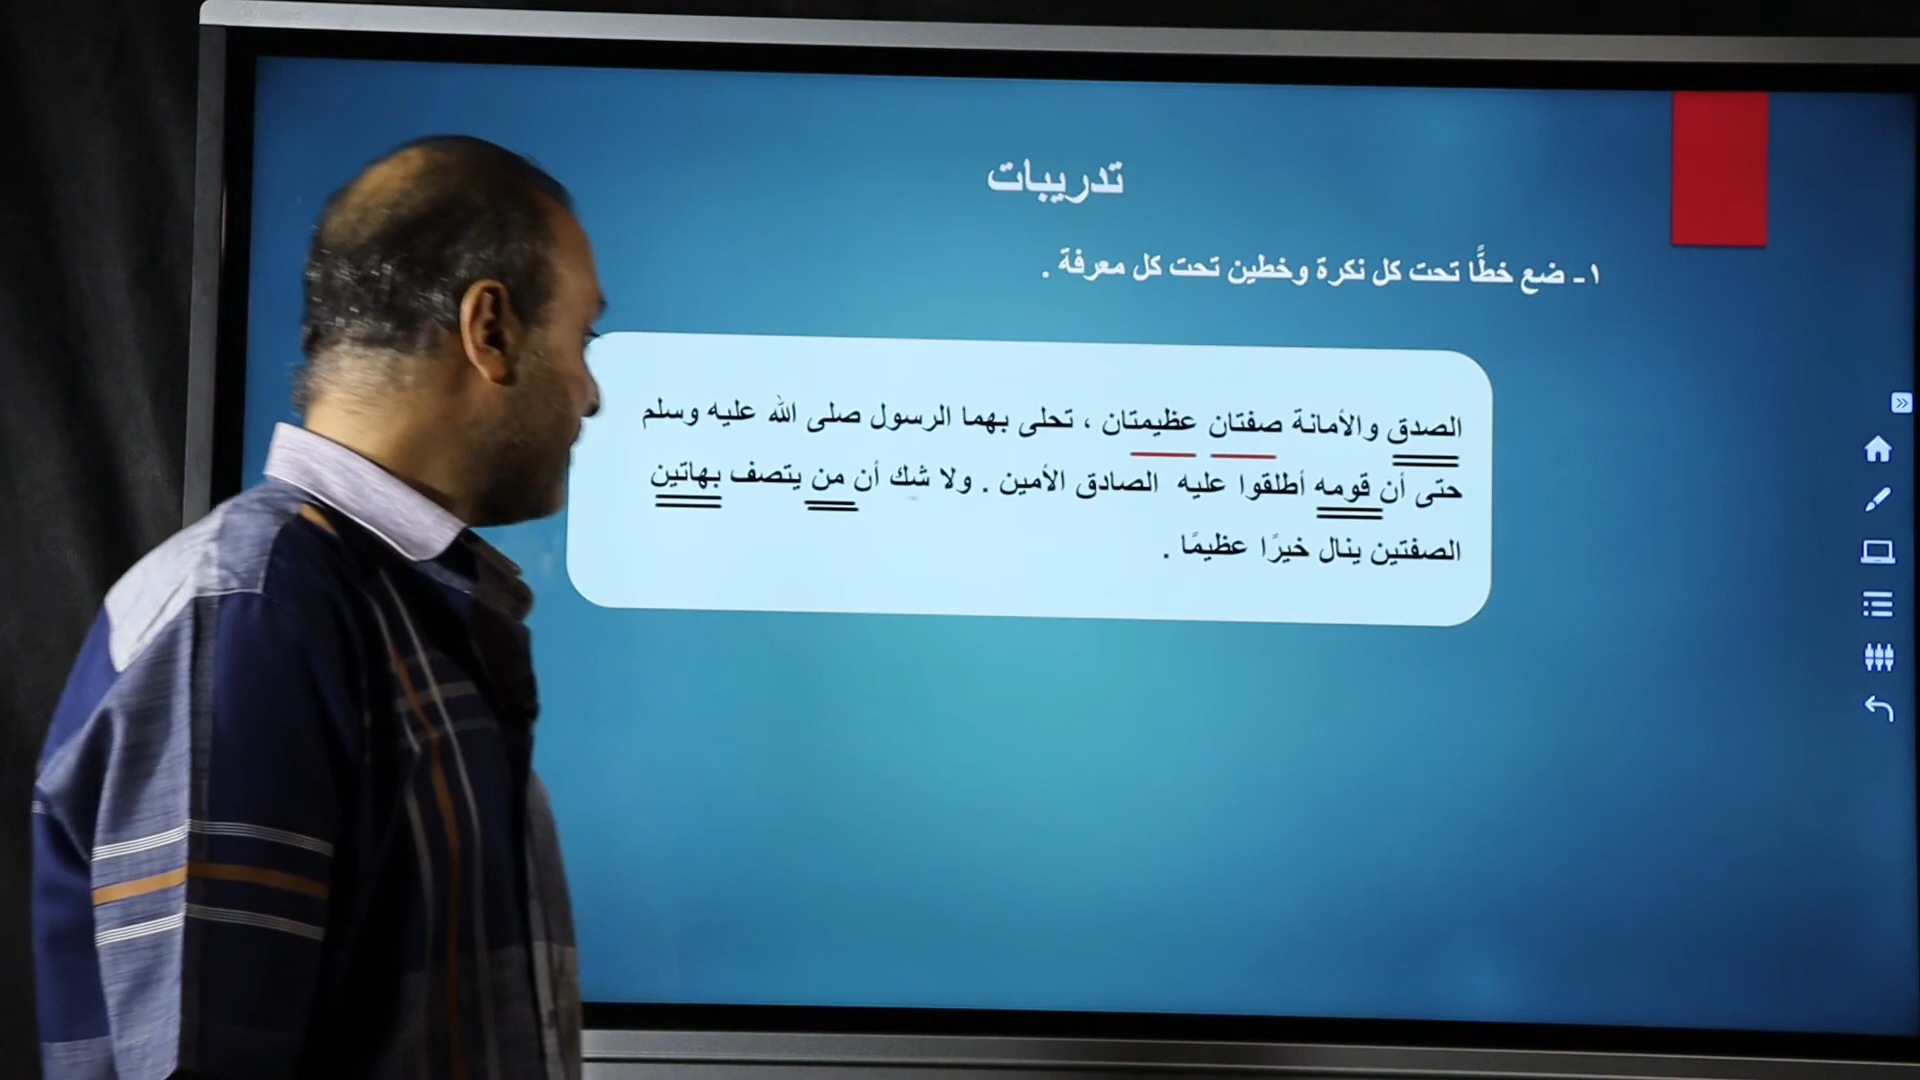 تدريبات
١- ضع خطًّا تحت كل نكرة وخطين تحت كل معرفة .
الصدق والأمانة صفتان عظيمتان ، تحلى بهما الرسول صلى الله عليه وسلم
حتى أن قومه أطلقوا عليه الصادق الأمين . ولا شك أن من يتصف بهاتين
الصفتين ينال خيرًا عظيمًا .